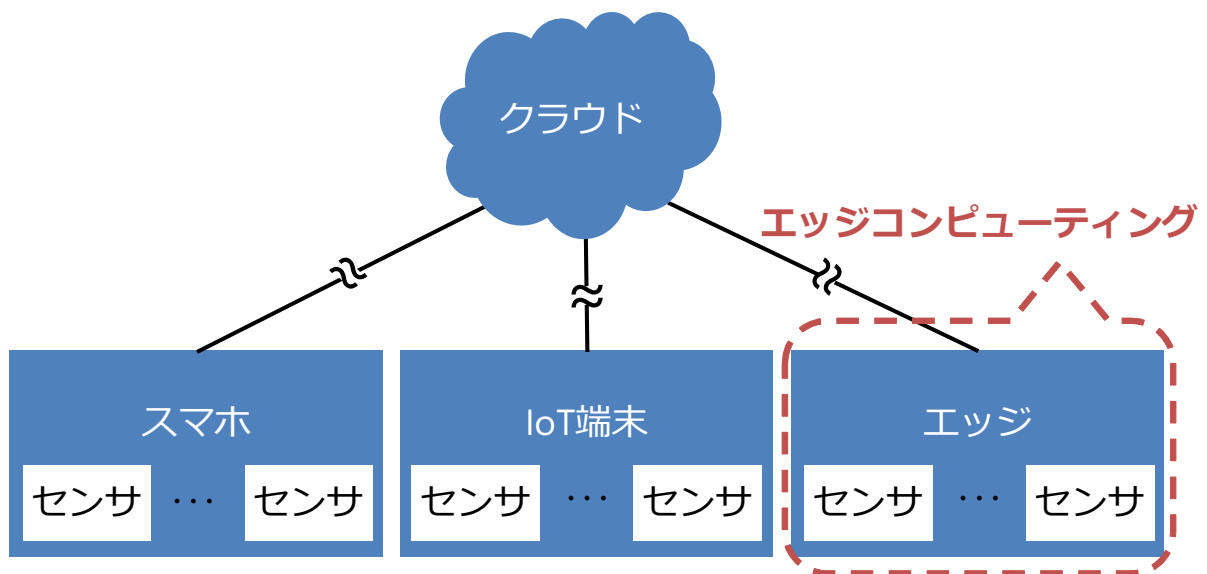 クラウド
エッジコンピューティング
スマホ
センサ ... センサ
IoT端末
センサ ... センサ
エッジ
センサ ... センサ